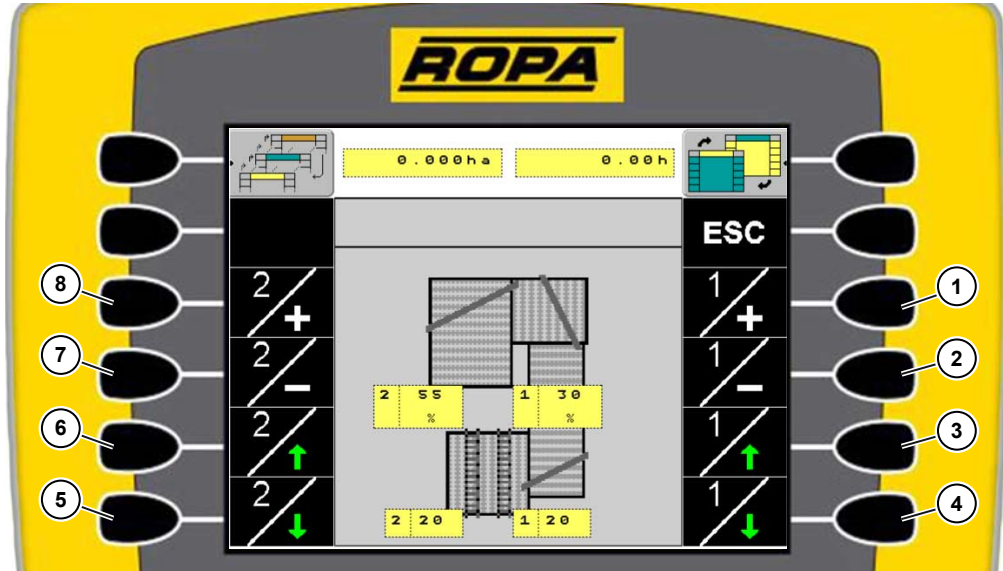 ROPA
0.000ha 0.00h
ESC
8 2/+ 1/+ 1
7 2/− 1/− 2
2 55 % 1 30 %
6 2/↑ 1/↑ 3
5 2/↓ 1/↓ 4
2 20 1 20